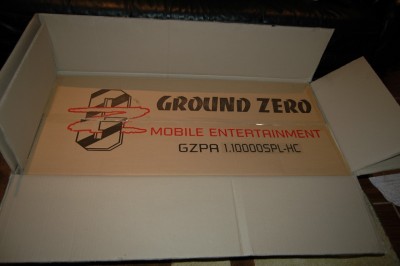 GROUND ZERO
MOBILE ENTERTAINMENT
GZPA 1.10000SPL-HC